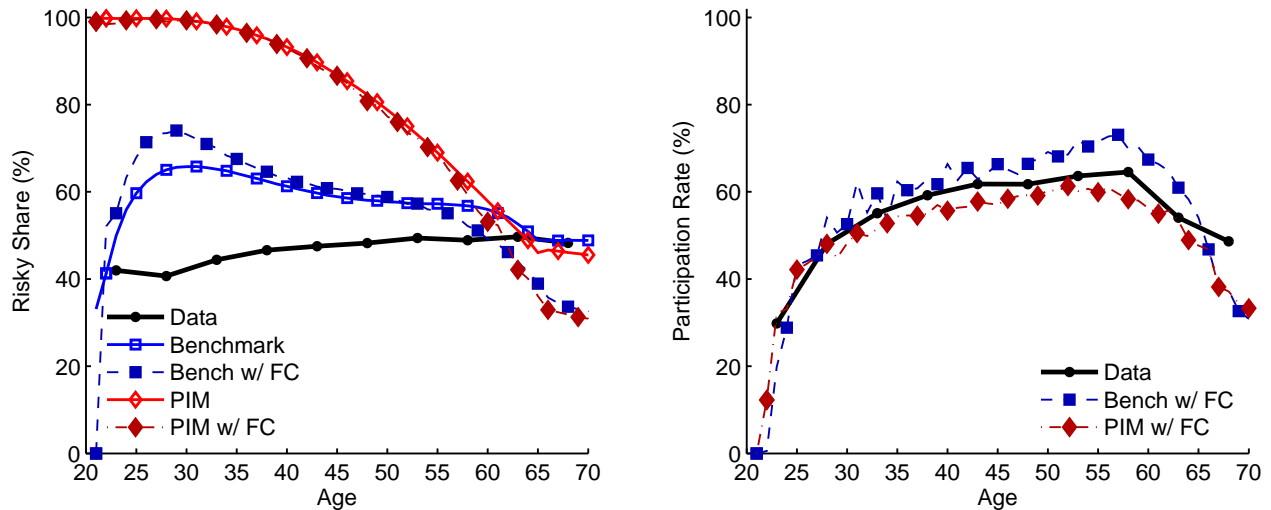 100
80
60
40
20
0
Risky Share (%)
20 25 30 35 40 45 50 55 60 65 70
Age
Data
Benchmark
Bench w/ FC
PIM
PIM w/ FC
100
80
60
40
20
0
Participation Rate (%)
20 25 30 35 40 45 50 55 60 65 70
Age
Data
Bench w/ FC
PIM w/ FC